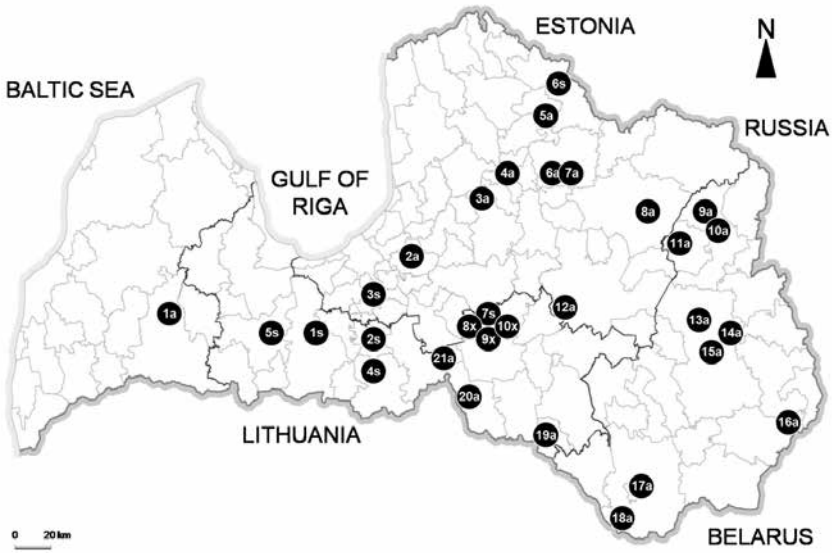 ESTONIA
N
BALTIC SEA
6s
5a
RUSSIA
GULF OF
RIGA
4a
6a
7a
3a
8a
9a
10a
11a
2a
3s
1a
5s
1s
2s
4s
7s
8x
10x
9x
12a
13a
14a
15a
21a
20a
16a
LITHUANIA
19a
17a
18a
0 20 km
BELARUS